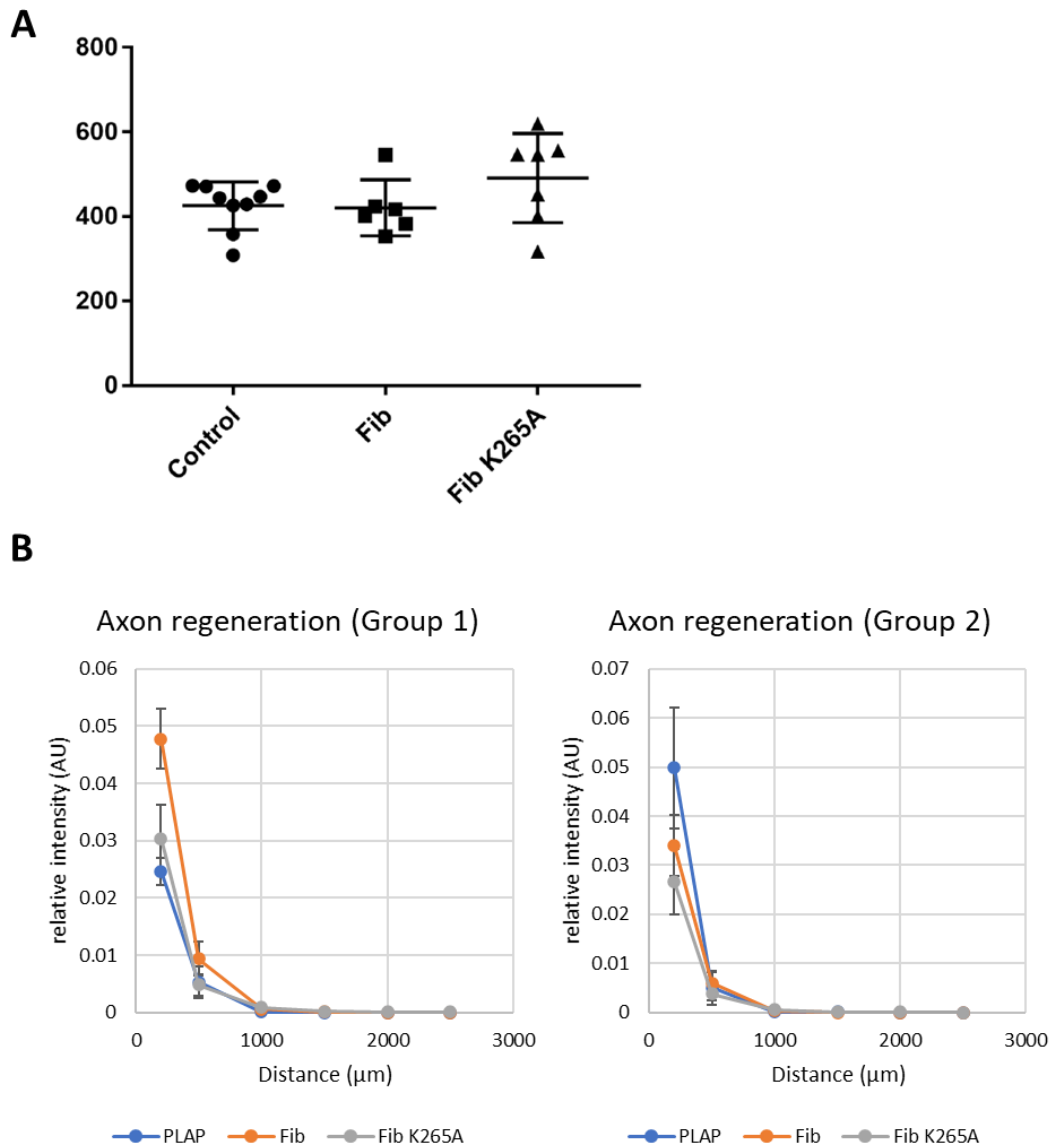 A
800
600
400
200
0
Control
Fib
Fib K265A
B
Axon regeneration (Group 1)
0.06
0.05
0.04
0.03
0.02
0.01
0
relative intensity (AU)
0 1000 2000 3000
Distance (µm)
PLAP Fib Fib K265A
Axon regeneration (Group 2)
0.07
0.06
0.05
0.04
0.03
0.02
0.01
0
relative intensity (AU)
0 1000 2000 3000
Distance (µm)
PLAP Fib Fib K265A